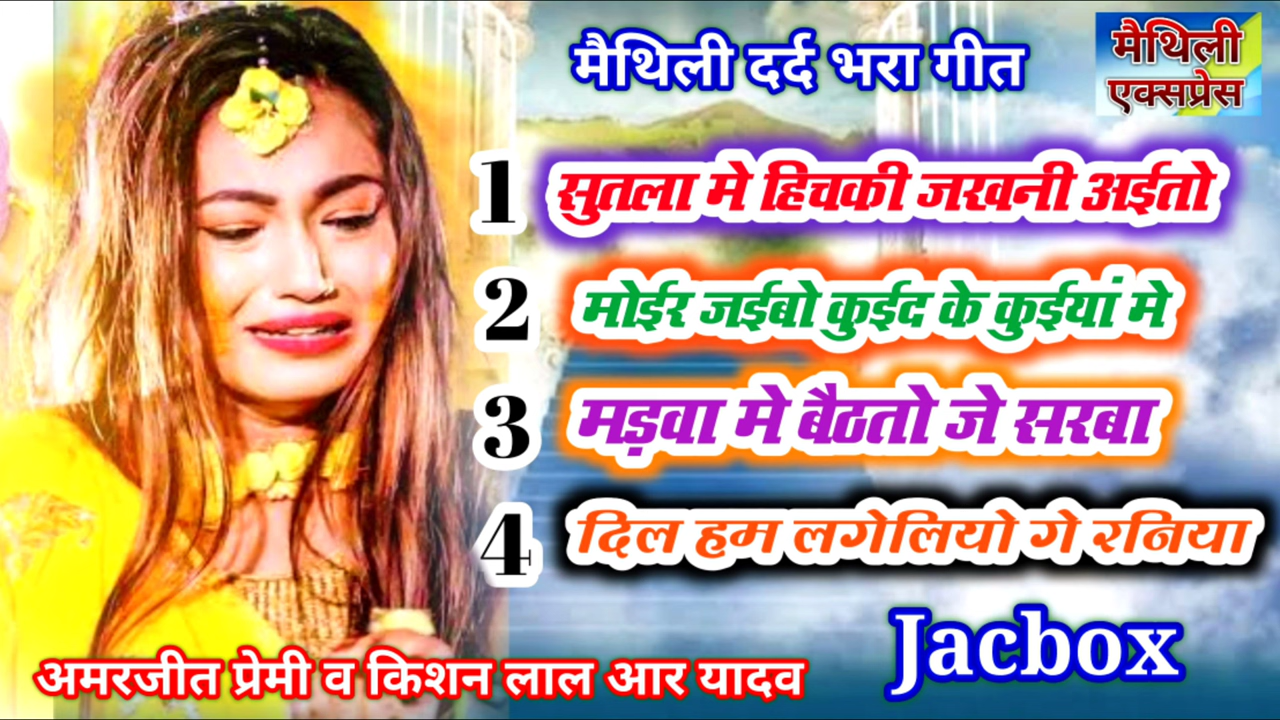 मैथिली दर्द भरा गीत
मैथिली
एक्सप्रेस
1 सुतला मे हिचकी जखनी अईतो
2 मोईर जईबो कुईद के कुईयां मे
3 मड़वा मे बैठतो जे सरबा
4 दिल हम लगेलियो गे रनिया
Jacbox
अमरजीत प्रेमी व किशन लाल आर यादव